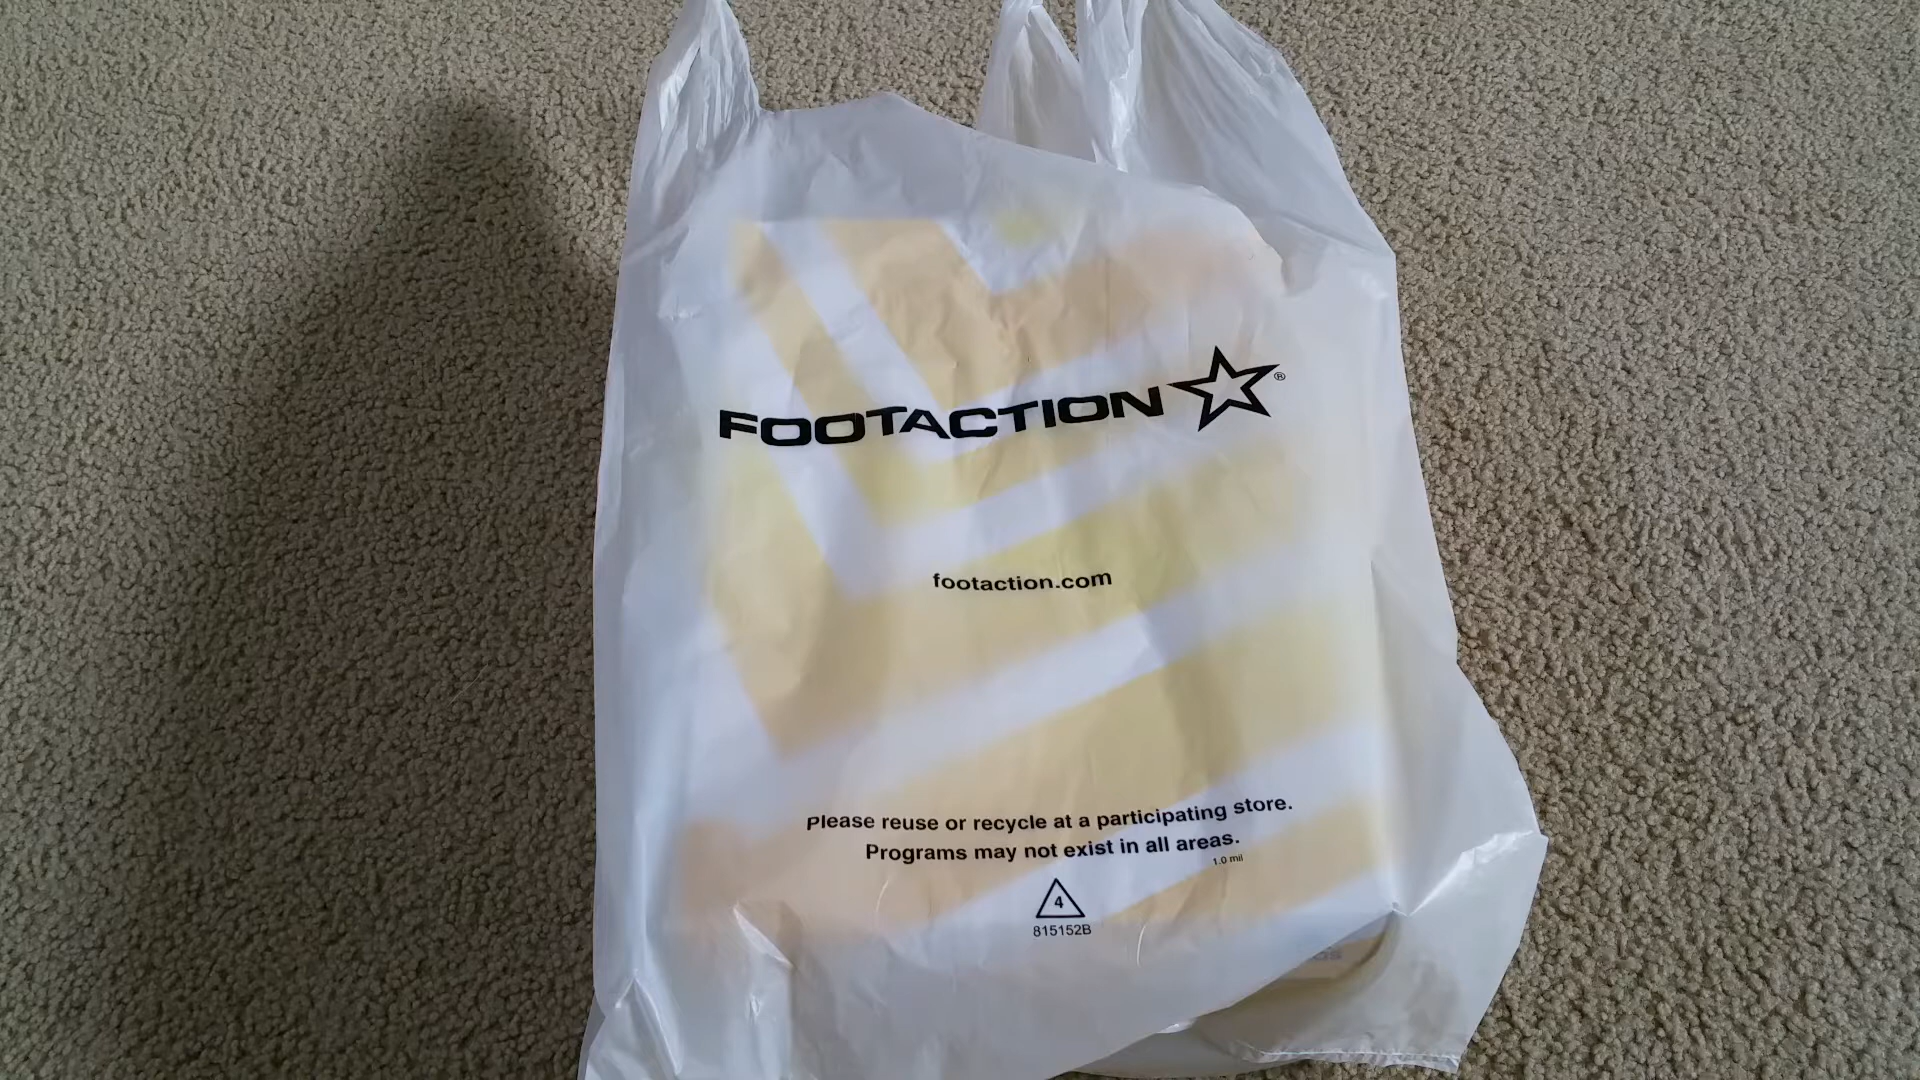 FOOTACTION ®
footaction.com
Please reuse or recycle at a participating store.
Programs may not exist in all areas.
1.0 mil
4
815152B